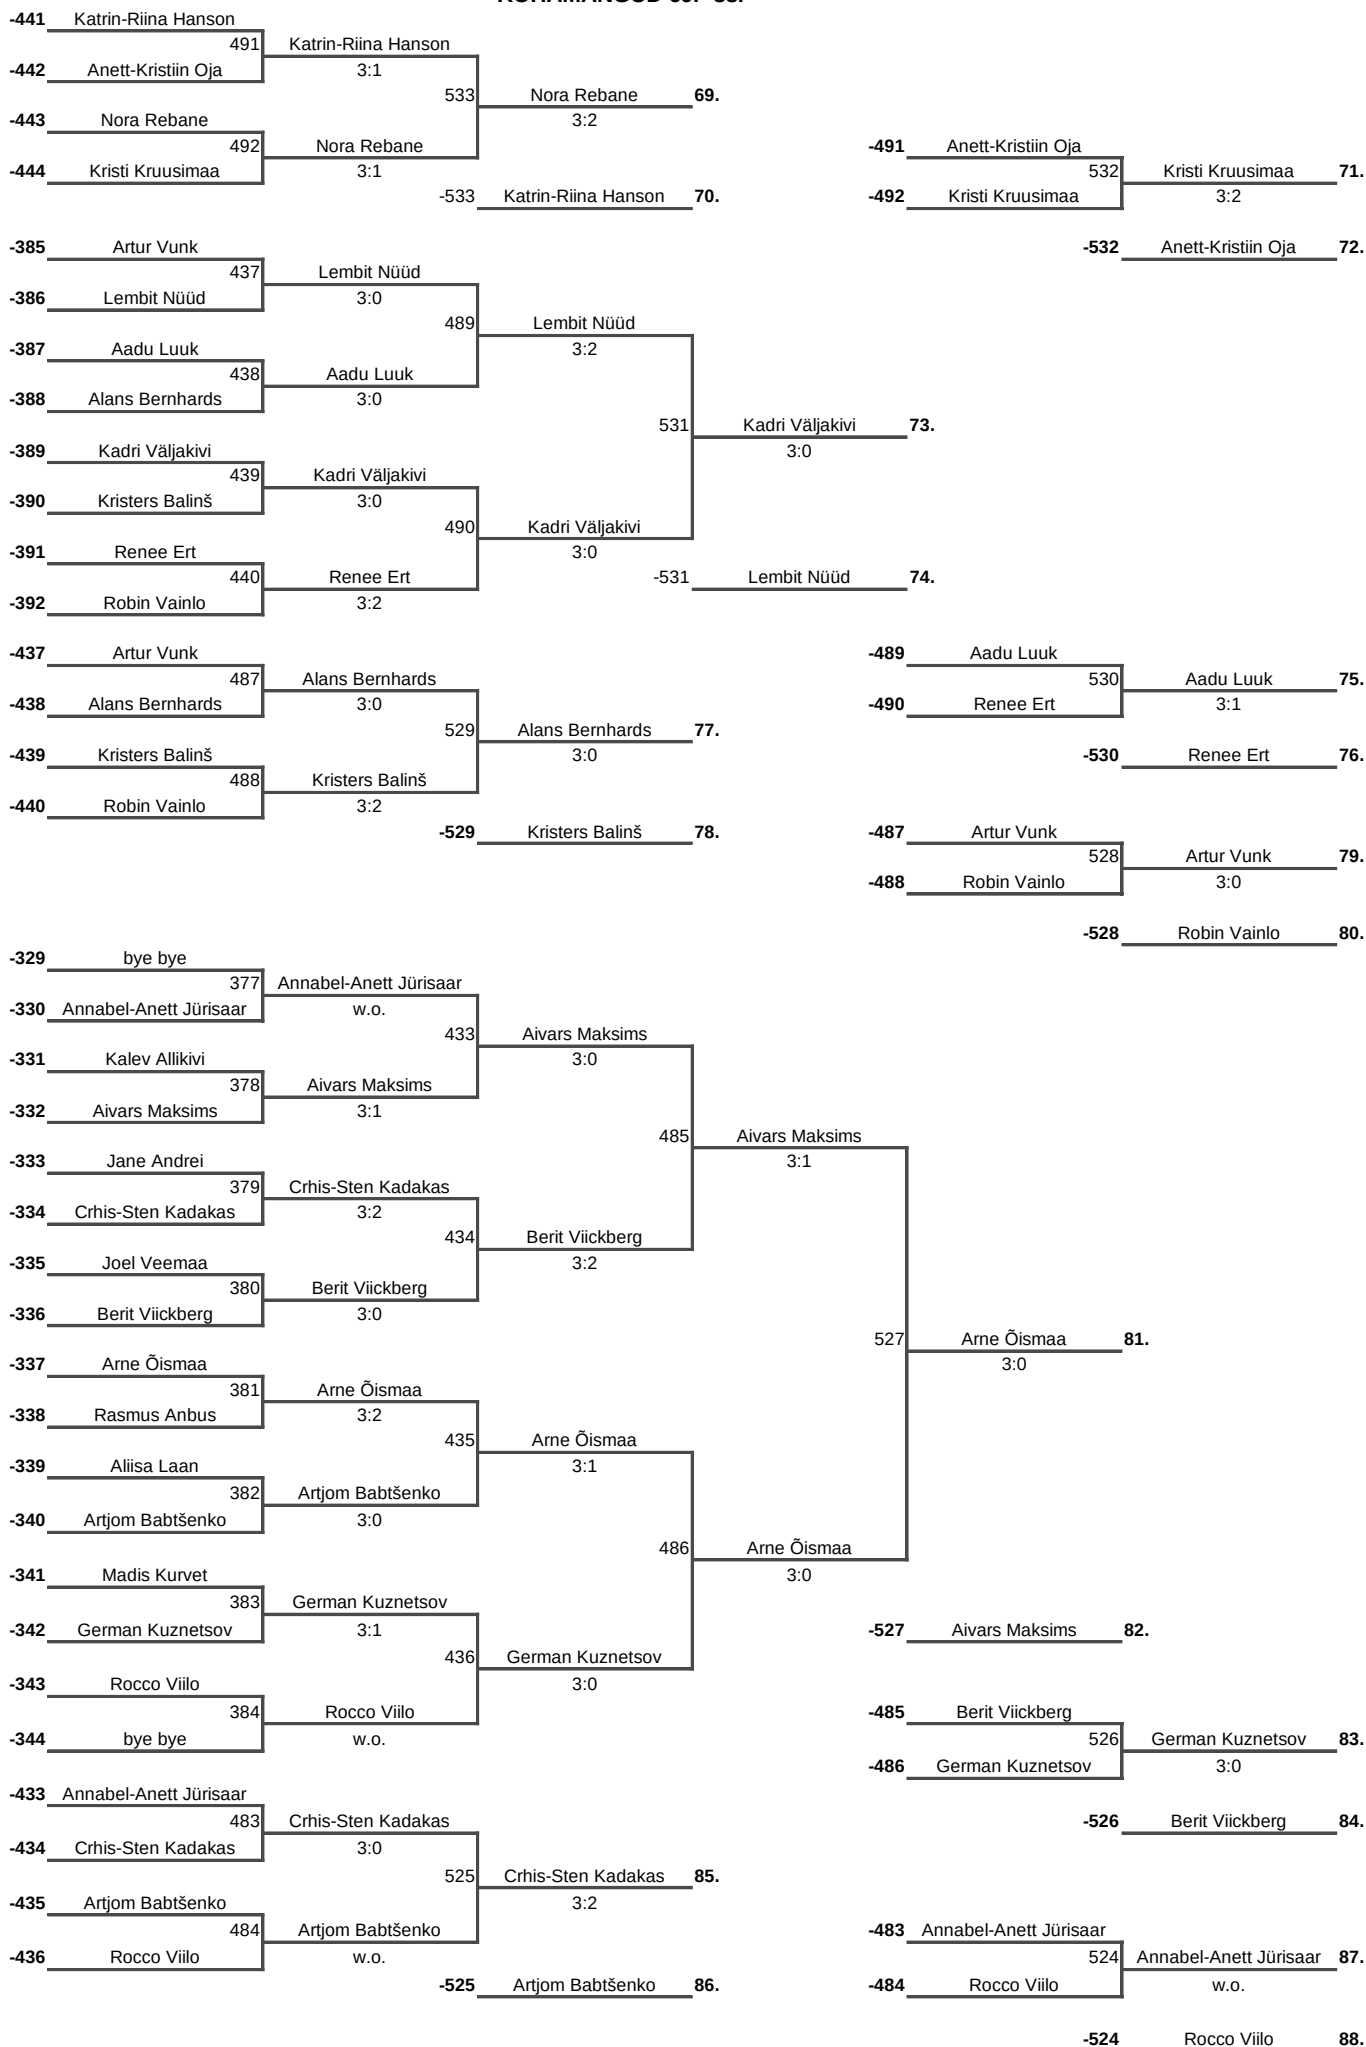 KOHAMÄNGUD 69.-88.
-441 Katrin-Riina Hanson
491 Katrin-Riina Hanson
-442 Anett-Kristiin Oja 3:1
533 Nora Rebane 69.
-443 Nora Rebane 3:2
492 Nora Rebane -491 Anett-Kristiin Oja
-444 Kristi Kruusimaa 3:1 532 Kristi Kruusimaa 71.
-533 Katrin-Riina Hanson 70. -492 Kristi Kruusimaa 3:2
-385 Artur Vunk -532 Anett-Kristiin Oja 72.
437 Lembit Nüüd
-386 Lembit Nüüd 3:0
489 Lembit Nüüd
-387 Aadu Luuk 3:2
438 Aadu Luuk
-388 Alans Bernhards 3:0
531 Kadri Väljakivi 73.
-389 Kadri Väljakivi 3:0
439 Kadri Väljakivi
-390 Kristers Balinš 3:0
490 Kadri Väljakivi
-391 Renee Ert 3:0
440 Renee Ert -531 Lembit Nüüd 74.
-392 Robin Vainlo 3:2
-437 Artur Vunk -489 Aadu Luuk
487 Alans Bernhards 530 Aadu Luuk 75.
-438 Alans Bernhards 3:0 -490 Renee Ert 3:1
529 Alans Bernhards 77.
-439 Kristers Balinš 3:0 -530 Renee Ert 76.
488 Kristers Balinš
-440 Robin Vainlo 3:2
-529 Kristers Balinš 78. -487 Artur Vunk
528 Artur Vunk 79.
-488 Robin Vainlo 3:0
-528 Robin Vainlo 80.
-329 bye bye
377 Annabel-Anett Jürisaar
-330 Annabel-Anett Jürisaar w.o.
433 Aivars Maksims
-331 Kalev Allikivi 3:0
378 Aivars Maksims
-332 Aivars Maksims 3:1
485 Aivars Maksims
-333 Jane Andrei 3:1
379 Crhis-Sten Kadakas
-334 Crhis-Sten Kadakas 3:2
434 Berit Viickberg
-335 Joel Veemaa 3:2
380 Berit Viickberg
-336 Berit Viickberg 3:0
527 Arne Õismaa 81.
-337 Arne Õismaa 3:0
381 Arne Õismaa
-338 Rasmus Anbus 3:2
435 Arne Õismaa
-339 Aliisa Laan 3:1
382 Artjom Babtšenko
-340 Artjom Babtšenko 3:0
486 Arne Õismaa
-341 Madis Kurvet 3:0
383 German Kuznetsov
-342 German Kuznetsov 3:1 -527 Aivars Maksims 82.
436 German Kuznetsov
-343 Rocco Viilo 3:0
384 Rocco Viilo -485 Berit Viickberg
-344 bye bye w.o. 526 German Kuznetsov 83.
-486 German Kuznetsov 3:0
-433 Annabel-Anett Jürisaar
483 Crhis-Sten Kadakas -526 Berit Viickberg 84.
-434 Crhis-Sten Kadakas 3:0
525 Crhis-Sten Kadakas 85.
-435 Artjom Babtšenko 3:2
484 Artjom Babtšenko -483 Annabel-Anett Jürisaar
-436 Rocco Viilo w.o. 524 Annabel-Anett Jürisaar 87.
-525 Artjom Babtšenko 86. -484 Rocco Viilo w.o.
-524 Rocco Viilo 88.